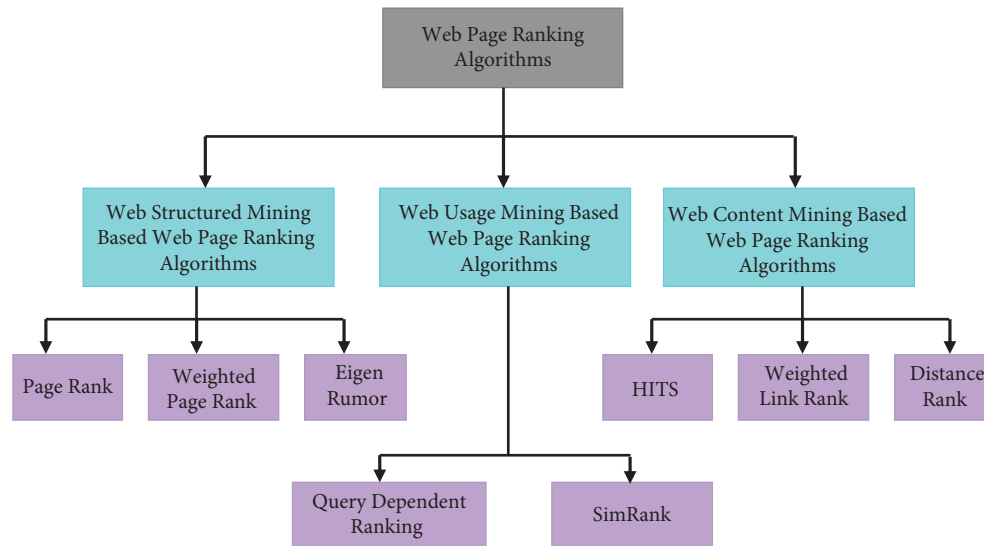 Web Page Ranking
Algorithms
Web Structured Mining
Based Web Page Ranking
Algorithms
Web Usage Mining Based
Web Page Ranking
Algorithms
Web Content Mining Based
Web Page Ranking
Algorithms
Page Rank
Weighted
Page Rank
Eigen
Rumor
HITS
Weighted
Link Rank
Distance
Rank
Query Dependent
Ranking
SimRank